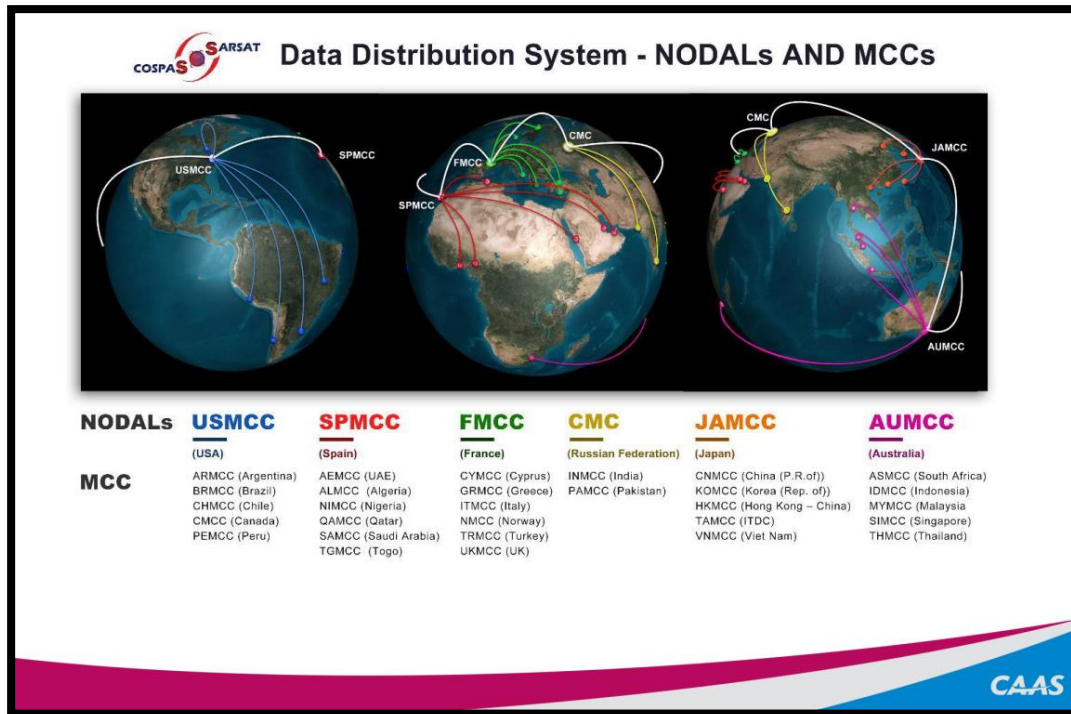 COSPAS SARSAT
Data Distribution System - NODALs AND MCCs
USMCC
SPMCC
SPMCC
FMCC
CMC
CMC
JAMCC
AUMCC
NODALs
USMCC
(USA)
SPMCC
(Spain)
FMCC
(France)
CMC
(Russian Federation)
JAMCC
(Japan)
AUMCC
(Australia)
MCC
ARMCC (Argentina)
BRMCC (Brazil)
CHMCC (Chile)
CMCC (Canada)
PEMCC (Peru)
AEMCC (UAE)
ALMCC (Algeria)
NIMCC (Nigeria)
QAMCC (Qatar)
SAMCC (Saudi Arabia)
TGMCC (Togo)
CYMCC (Cyprus)
GRMCC (Greece)
ITMCC (Italy)
NMCC (Norway)
TRMCC (Turkey)
UKMCC (UK)
INMCC (India)
PAMCC (Pakistan)
CNMCC (China (P.R.of))
KOMCC (Korea (Rep. of))
HKMCC (Hong Kong – China)
TAMCC (ITDC)
VNMCC (Viet Nam)
ASMCC (South Africa)
IDMCC (Indonesia)
MYMCC (Malaysia
SIMCC (Singapore)
THMCC (Thailand)
CAAS